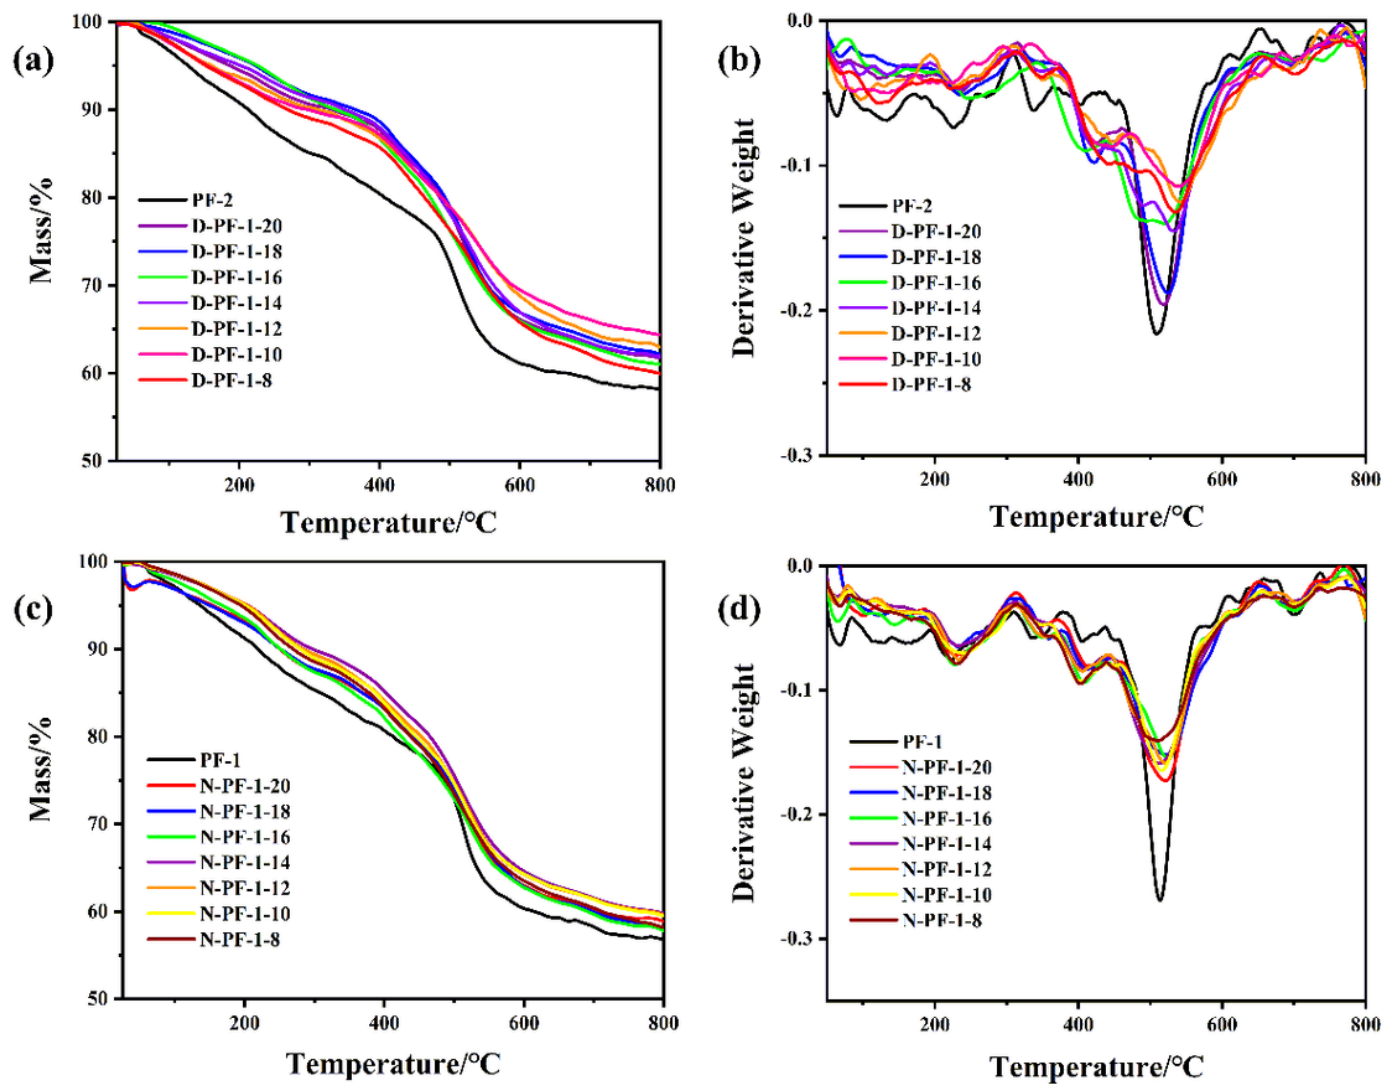 (a)
100
90
80
70
60
50
Mass/%
PF-2
D-PF-1-20
D-PF-1-18
D-PF-1-16
D-PF-1-14
D-PF-1-12
D-PF-1-10
D-PF-1-8
200 400 600 800
Temperature/°C
(b)
0.0
-0.1
-0.2
-0.3
Derivative Weight
PF-2
D-PF-1-20
D-PF-1-18
D-PF-1-16
D-PF-1-14
D-PF-1-12
D-PF-1-10
D-PF-1-8
200 400 600 800
Temperature/°C
(c)
100
90
80
70
60
50
Mass/%
PF-1
N-PF-1-20
N-PF-1-18
N-PF-1-16
N-PF-1-14
N-PF-1-12
N-PF-1-10
N-PF-1-8
200 400 600 800
Temperature/°C
(d)
0.0
-0.1
-0.2
-0.3
Derivative Weight
PF-1
N-PF-1-20
N-PF-1-18
N-PF-1-16
N-PF-1-14
N-PF-1-12
N-PF-1-10
N-PF-1-8
200 400 600 800
Temperature/°C